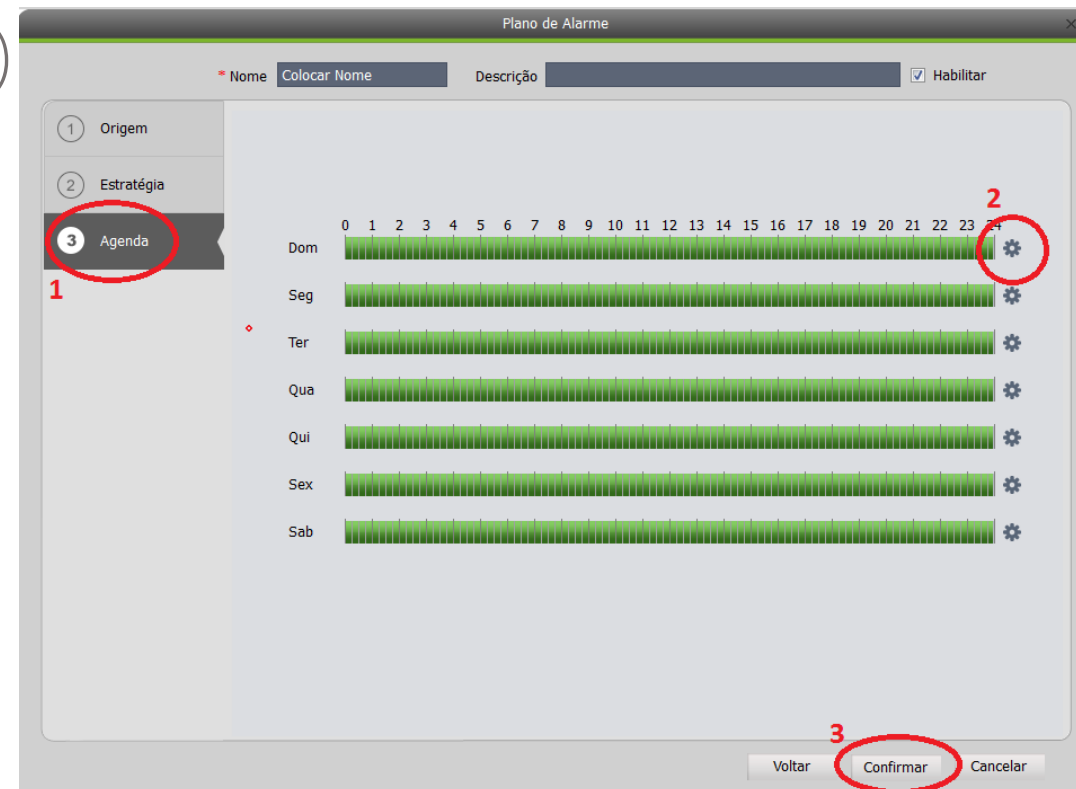 Plano de Alarme
* Nome Colocar Nome Descrição Habilitar
1 Origem
2 Estratégia
3 Agenda
1
2
0 1 2 3 4 5 6 7 8 9 10 11 12 13 14 15 16 17 18 19 20 21 22 23 24
Dom
Seg
Ter
Qua
Qui
Sex
Sab
3
Voltar Confirmar Cancelar